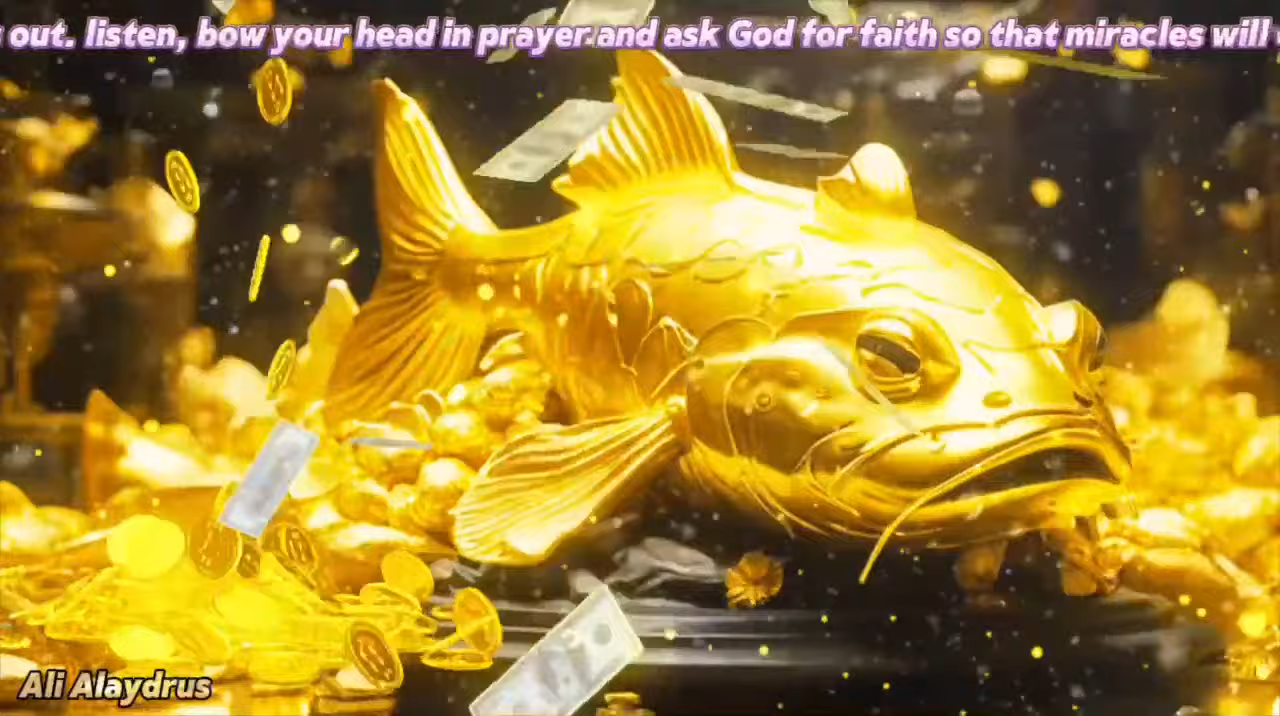 out. listen, bow your head in prayer and ask God for faith so that miracles will
Ali Alaydrus